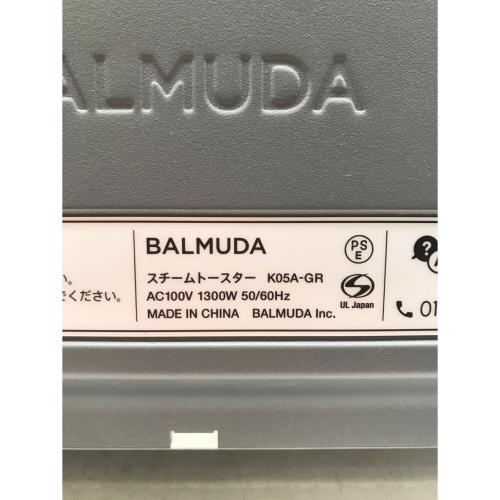 BALMUDA
BALMUDA
スチームトースター K05A-GR
AC100V 1300W 50/60Hz
MADE IN CHINA BALMUDA Inc.
PS
E
UL Japan
い。
ください。
?
01